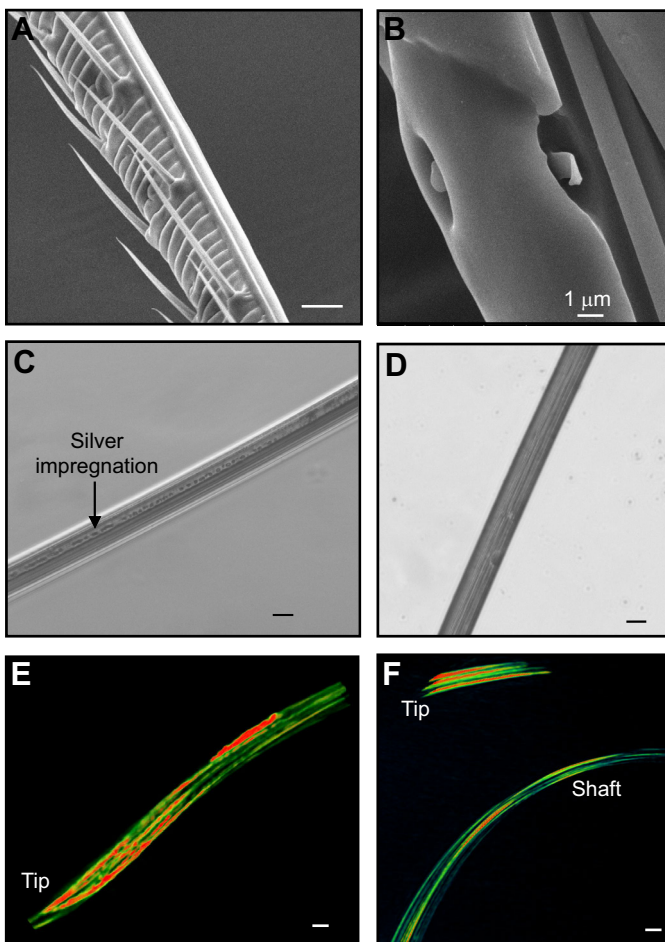 A
B
1 μm
C
Silver
impregnation
D
E
Tip
F
Tip
Shaft